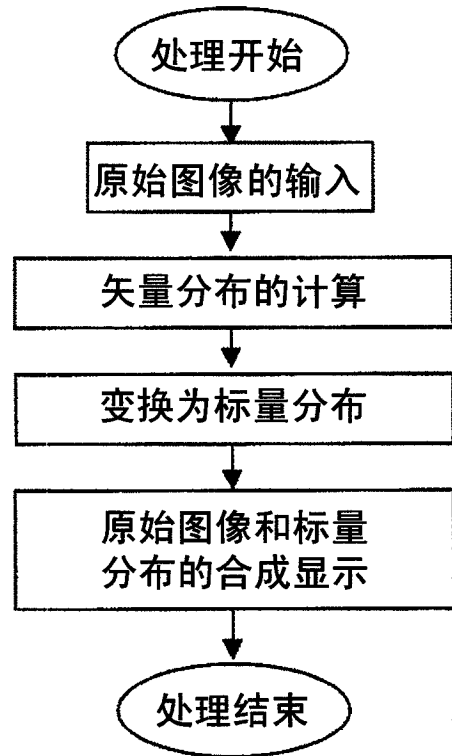 处理开始
原始图像的输入
矢量分布的计算
变换为标量分布
原始图像和标量
分布的合成显示
处理结束